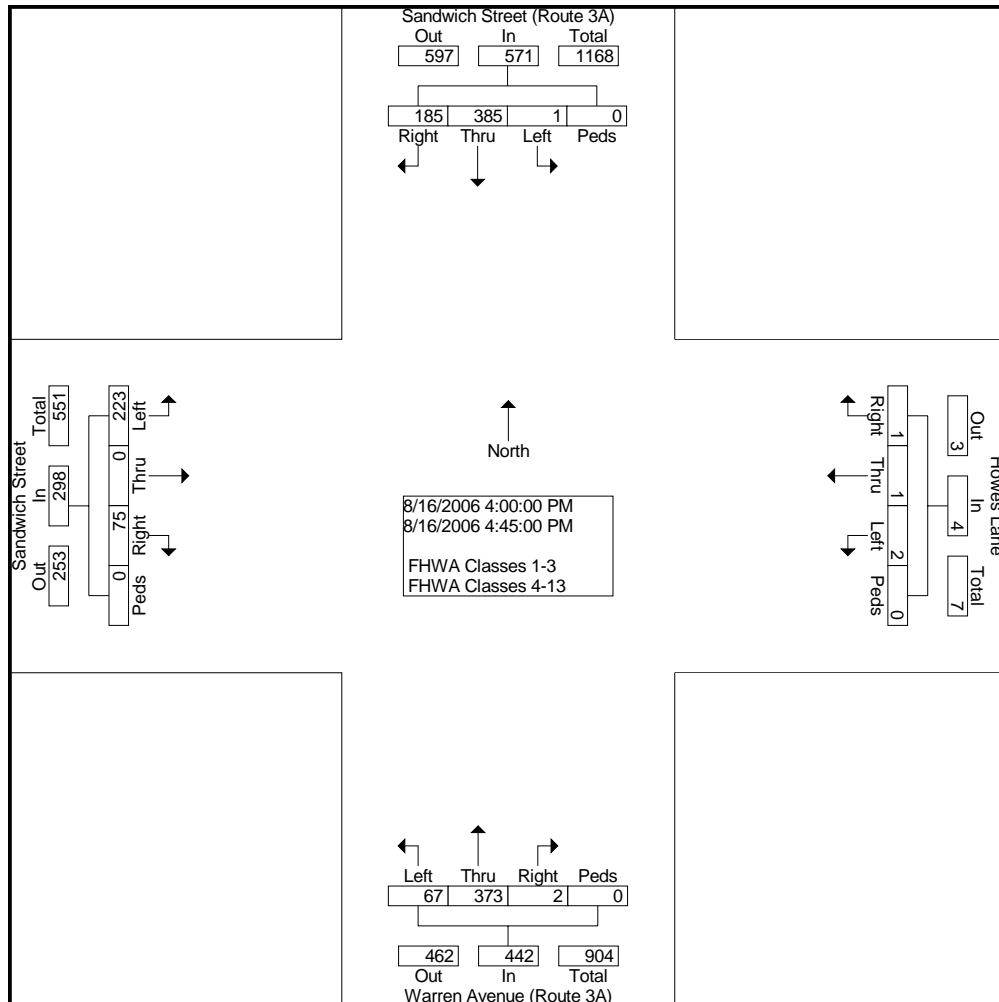 Sandwich Street (Route 3A)
Out In Total
597 571 1168
185 385 1 0
Right Thru Left Peds
Sandwich Street
Total In Out
551 298 253
223 0 75 0
Left Thru Right Peds
North
8/16/2006 4:00:00 PM
8/16/2006 4:45:00 PM
FHWA Classes 1-3
FHWA Classes 4-13
Right Thru Left Peds
1 1 2 0
Out In Total
3 4 7
Howes Lane
Left Thru Right Peds
67 373 2 0
462 442 904
Out In Total
Warren Avenue (Route 3A)